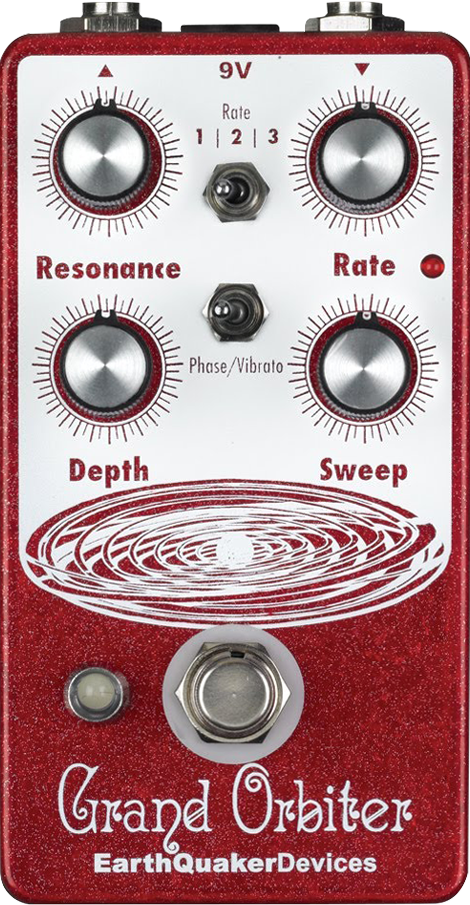 9V
Rate
1 | 2 | 3
Resonance
Rate
Phase/Vibrato
Depth
Sweep
Grand Orbiter
EarthQuakerDevices